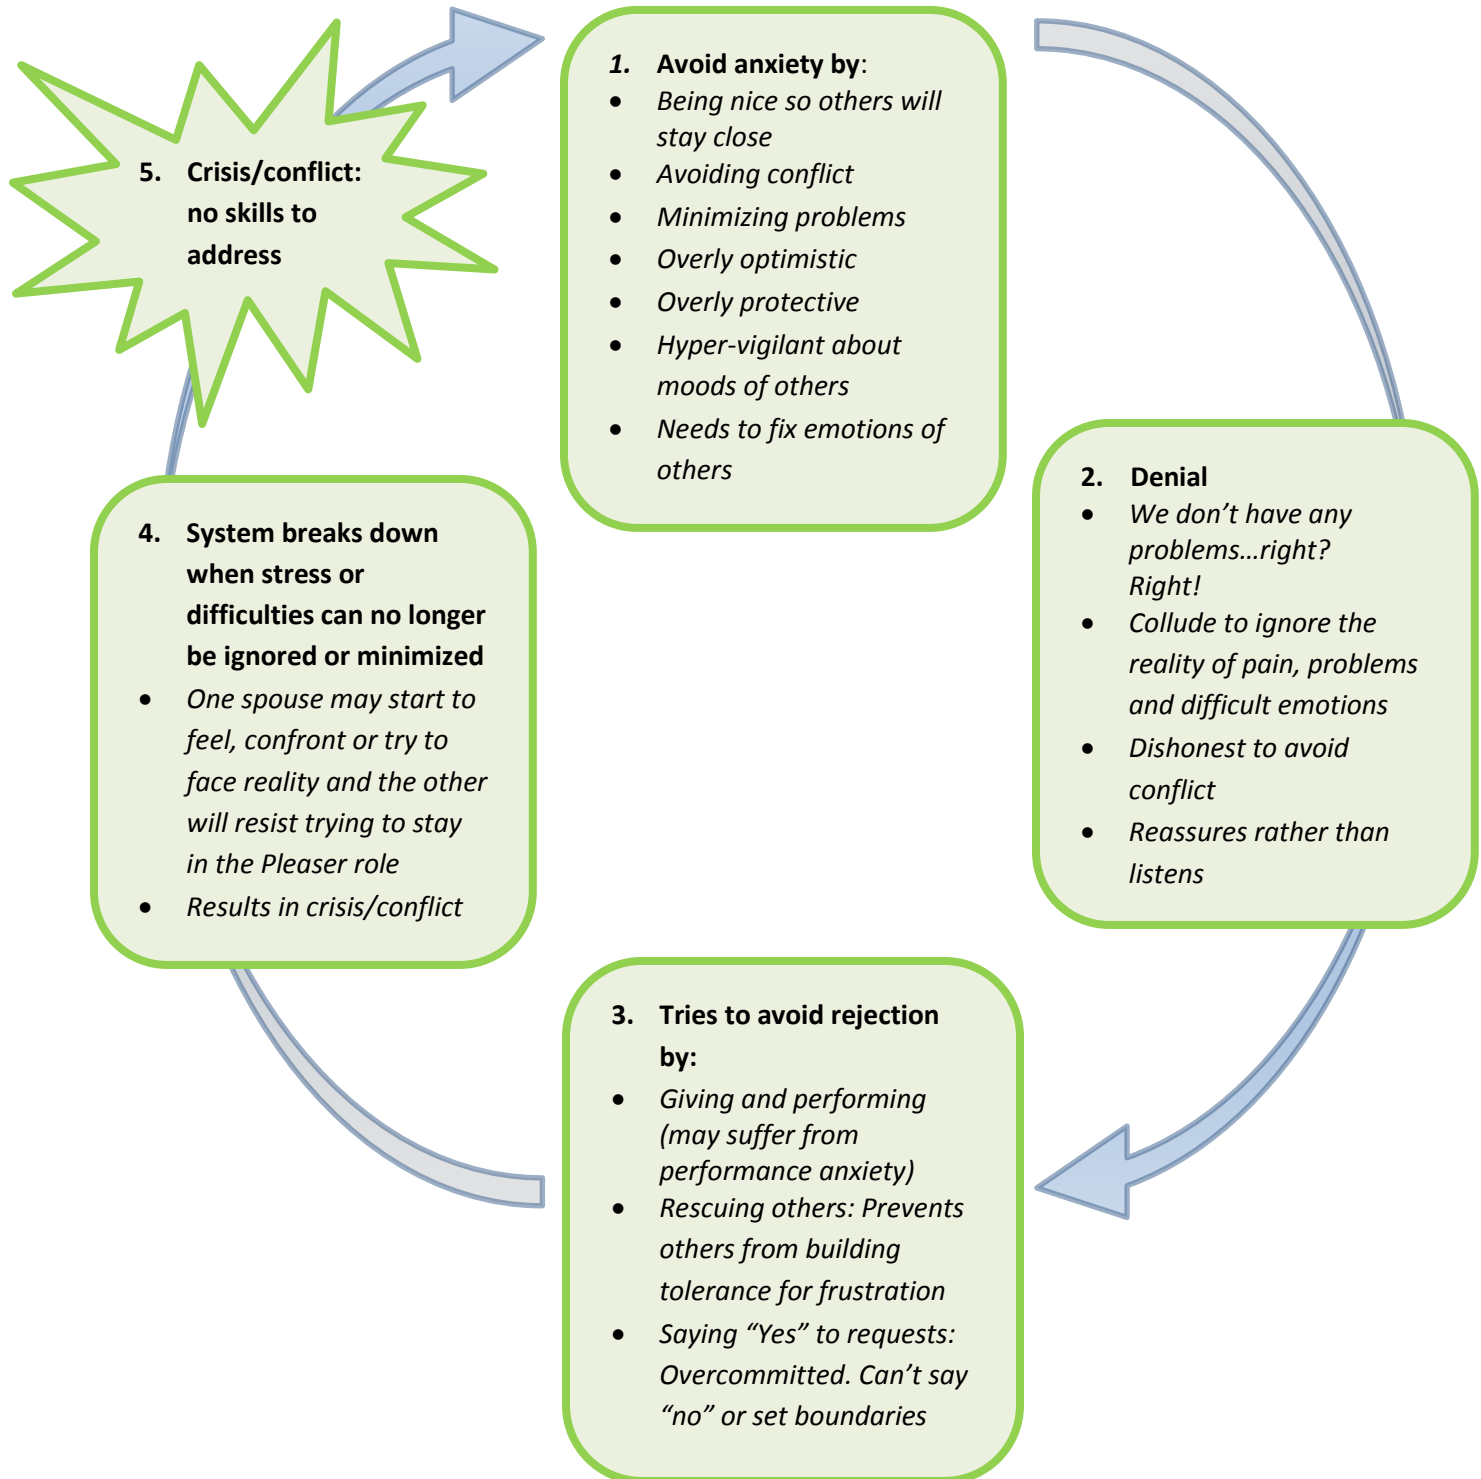 1. Avoid anxiety by:
• Being nice so others will
stay close
• Avoiding conflict
• Minimizing problems
• Overly optimistic
• Overly protective
• Hyper-vigilant about
moods of others
• Needs to fix emotions of
others
2. Denial
• We don’t have any
problems…right?
Right!
• Collude to ignore the
reality of pain, problems
and difficult emotions
• Dishonest to avoid
conflict
• Reassures rather than
listens
3. Tries to avoid rejection
by:
• Giving and performing
(may suffer from
performance anxiety)
• Rescuing others: Prevents
others from building
tolerance for frustration
• Saying “Yes” to requests:
Overcommitted. Can’t say
“no” or set boundaries
4. System breaks down
when stress or
difficulties can no longer
be ignored or minimized
• One spouse may start to
feel, confront or try to
face reality and the other
will resist trying to stay
in the Pleaser role
• Results in crisis/conflict
5. Crisis/conflict:
no skills to
address